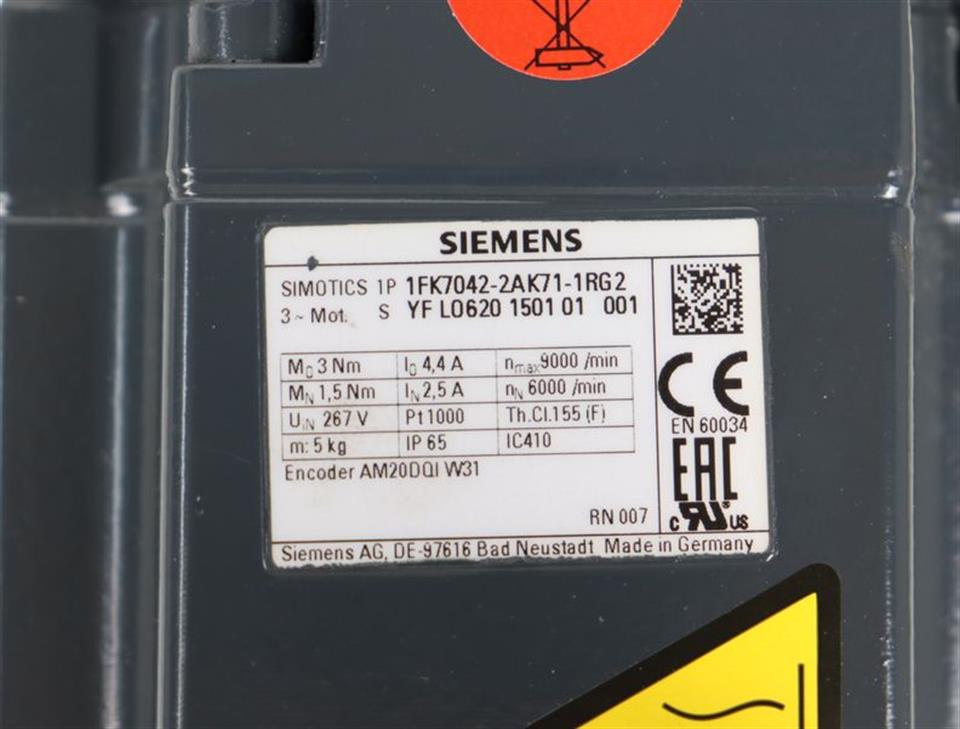 SIEMENS
SIMOTICS 1P 1FK7042-2AK71-1RG2
3 ~ Mot. S YF L0620 1501 01 001
M0 3 Nm I0 4,4 A nmax 9000 /min
MN 1,5 Nm IN 2,5 A nN 6000 /min
UIN 267 V Pt1000 Th.Cl.155 (F)
m: 5 kg IP 65 IC410
Encoder AM20DQI W31
CE
EN 60034
EAC
RN 007
c RU ® US
Siemens AG, DE-97616 Bad Neustadt Made in Germany